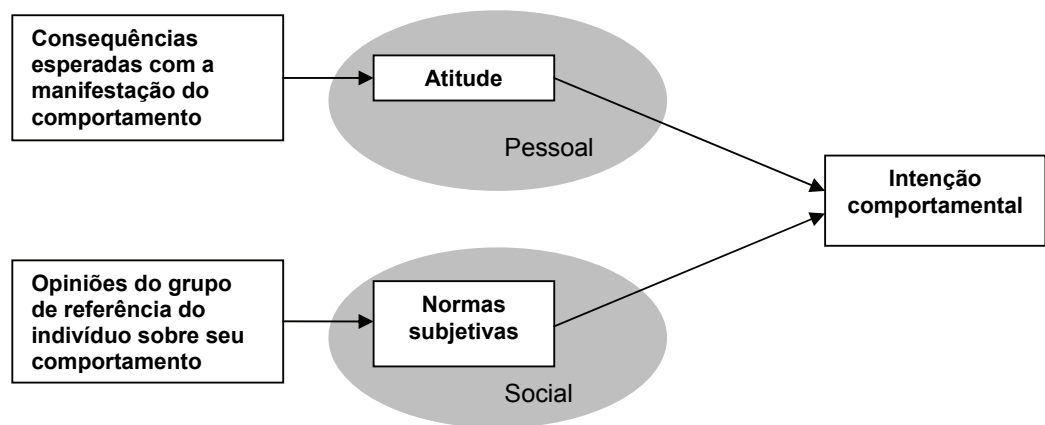 Consequências
esperadas com a
manifestação do
comportamento
Atitude
Pessoal
Intenção
comportamental
Opiniões do grupo
de referência do
indivíduo sobre seu
comportamento
Normas
subjetivas
Social